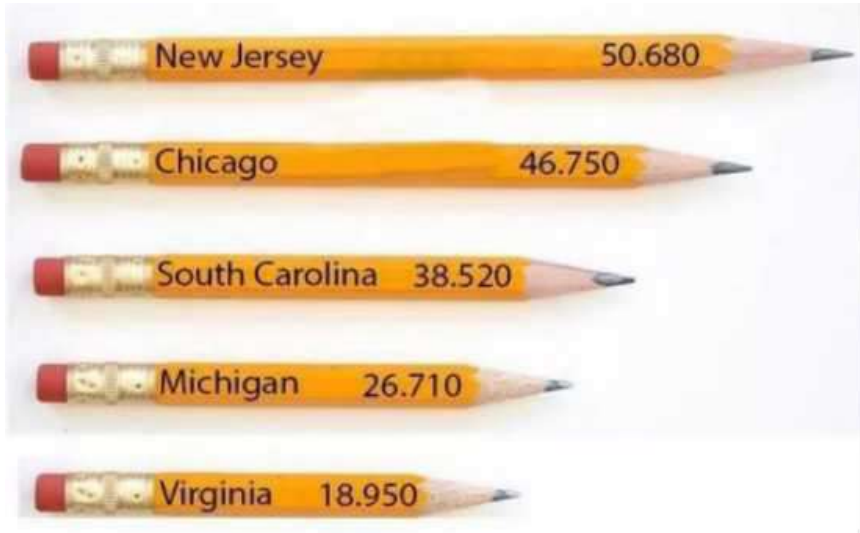 New Jersey 50.680
Chicago 46.750
South Carolina 38.520
Michigan 26.710
Virginia 18.950